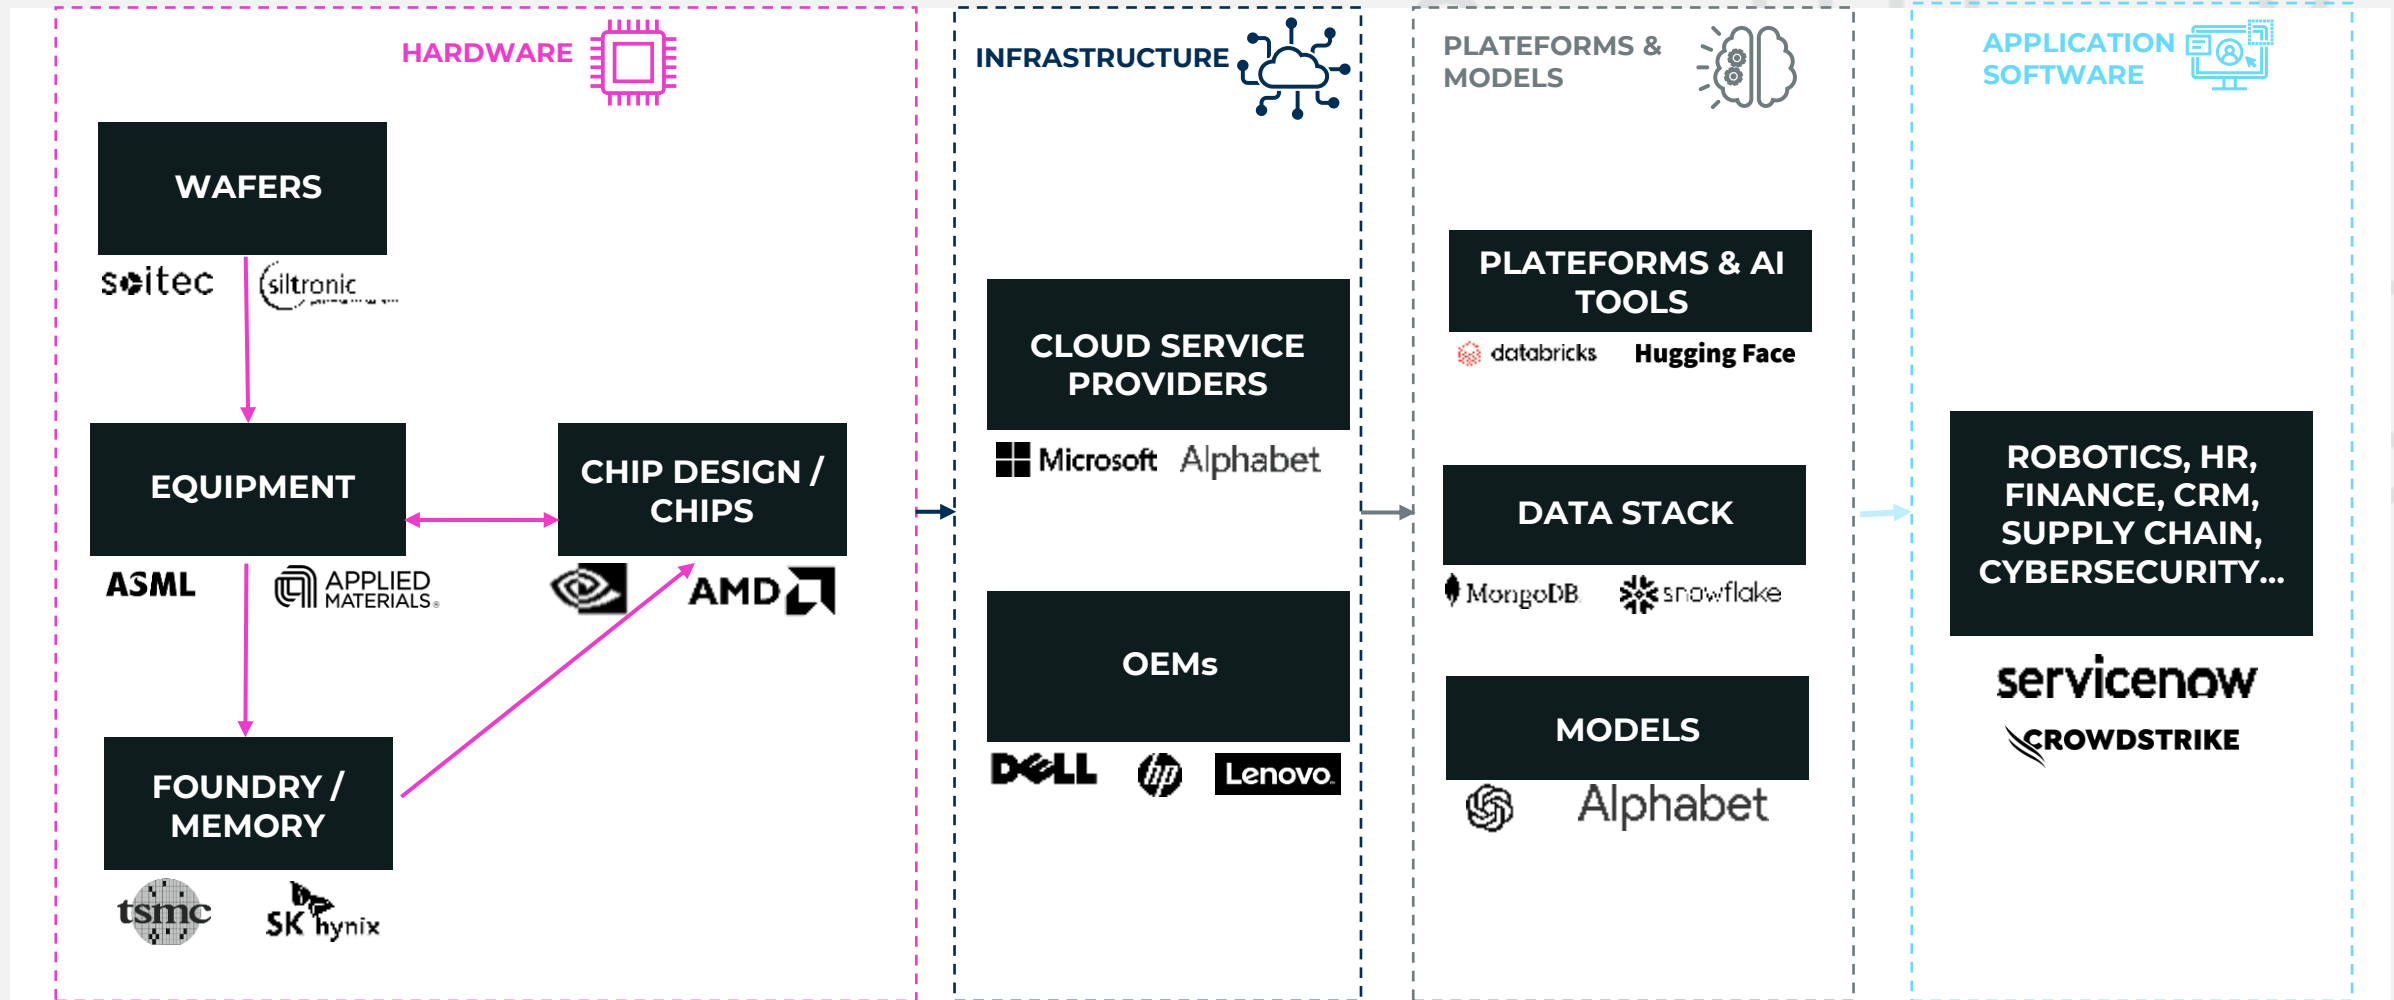 HARDWARE
WAFERS
soitec
siltronic
EQUIPMENT
ASML
APPLIED
MATERIALS®
CHIP DESIGN /
CHIPS
AMD
FOUNDRY /
MEMORY
tsmc
SK hynix
INFRASTRUCTURE
CLOUD SERVICE
PROVIDERS
Microsoft
Alphabet
OEMs
DELL
hp
Lenovo
PLATEFORMS &
MODELS
PLATEFORMS & AI
TOOLS
databricks
Hugging Face
DATA STACK
MongoDB
snowflake
MODELS
Alphabet
APPLICATION
SOFTWARE
ROBOTICS, HR,
FINANCE, CRM,
SUPPLY CHAIN,
CYBERSECURITY...
servicenow
CROWDSTRIKE